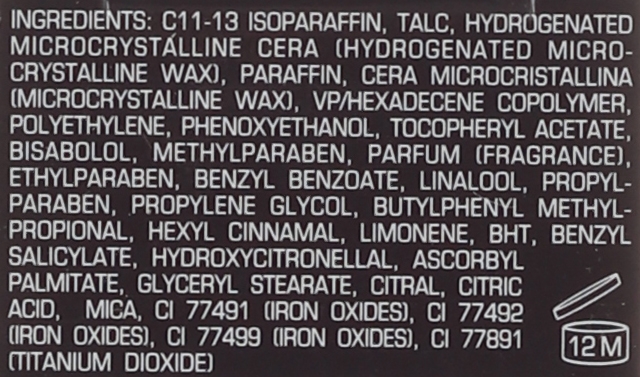 INGREDIENTS: C11-13 ISOPARAFFIN, TALC, HYDROGENATED
MICROCRYSTALLINE CERA (HYDROGENATED MICRO-
CRYSTALLINE WAX), PARAFFIN, CERA MICROCRISTALLINA
(MICROCRYSTALLINE WAX), VP/HEXADECENE COPOLYMER,
POLYETHYLENE, PHENOXYETHANOL, TOCOPHERYL ACETATE,
BISABOLOL, METHYLPARABEN, PARFUM (FRAGRANCE),
ETHYLPARABEN, BENZYL BENZOATE, LINALOOL, PROPYL-
PARABEN, PROPYLENE GLYCOL, BUTYLPHENYL METHYL-
PROPIONAL, HEXYL CINNAMAL, LIMONENE, BHT, BENZYL
SALICYLATE, HYDROXYCITRONELLAL, ASCORBYL
PALMITATE, GLYCERYL STEARATE, CITRAL, CITRIC
ACID, MICA, CI 77491 (IRON OXIDES), CI 77492
(IRON OXIDES), CI 77499 (IRON OXIDES), CI 77891
(TITANIUM DIOXIDE)
12 M